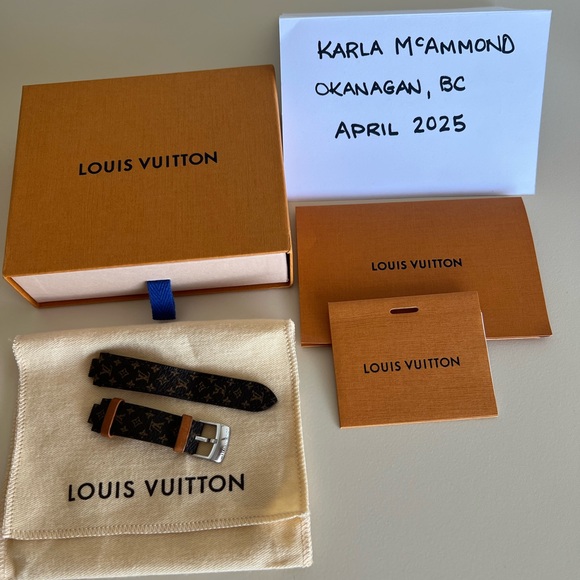 LOUIS VUITTON
KARLA McAMMOND
OKANAGAN, BC
APRIL 2025
LOUIS VUITTON
LOUIS VUITTON
LOUIS VUITTON